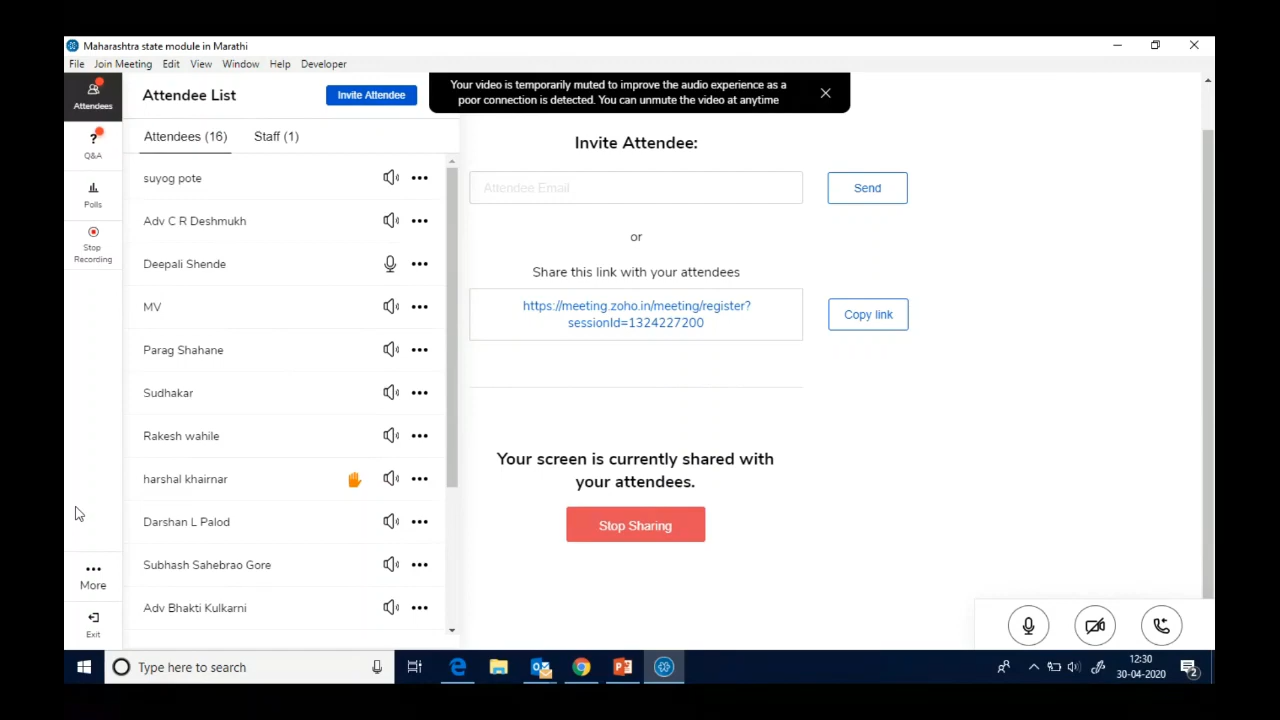 Maharashtra state module in Marathi
File Join Meeting Edit View Window Help Developer
Attendees
Q&A
Polls
Stop
Recording
More
Exit
Attendee List
Invite Attendee
Attendees (16) Staff (1)
suyog pote
Adv C R Deshmukh
Deepali Shende
MV
Parag Shahane
Sudhakar
Rakesh wahile
harshal khairnar
Darshan L Palod
Subhash Sahebrao Gore
Adv Bhakti Kulkarni
Your video is temporarily muted to improve the audio experience as a
poor connection is detected. You can unmute the video at anytime
Invite Attendee:
Attendee Email
Send
or
Share this link with your attendees
https://meeting.zoho.in/meeting/register?
sessionId=1324227200
Copy link
Your screen is currently shared with
your attendees.
Stop Sharing
Type here to search
12:30
30-04-2020
2